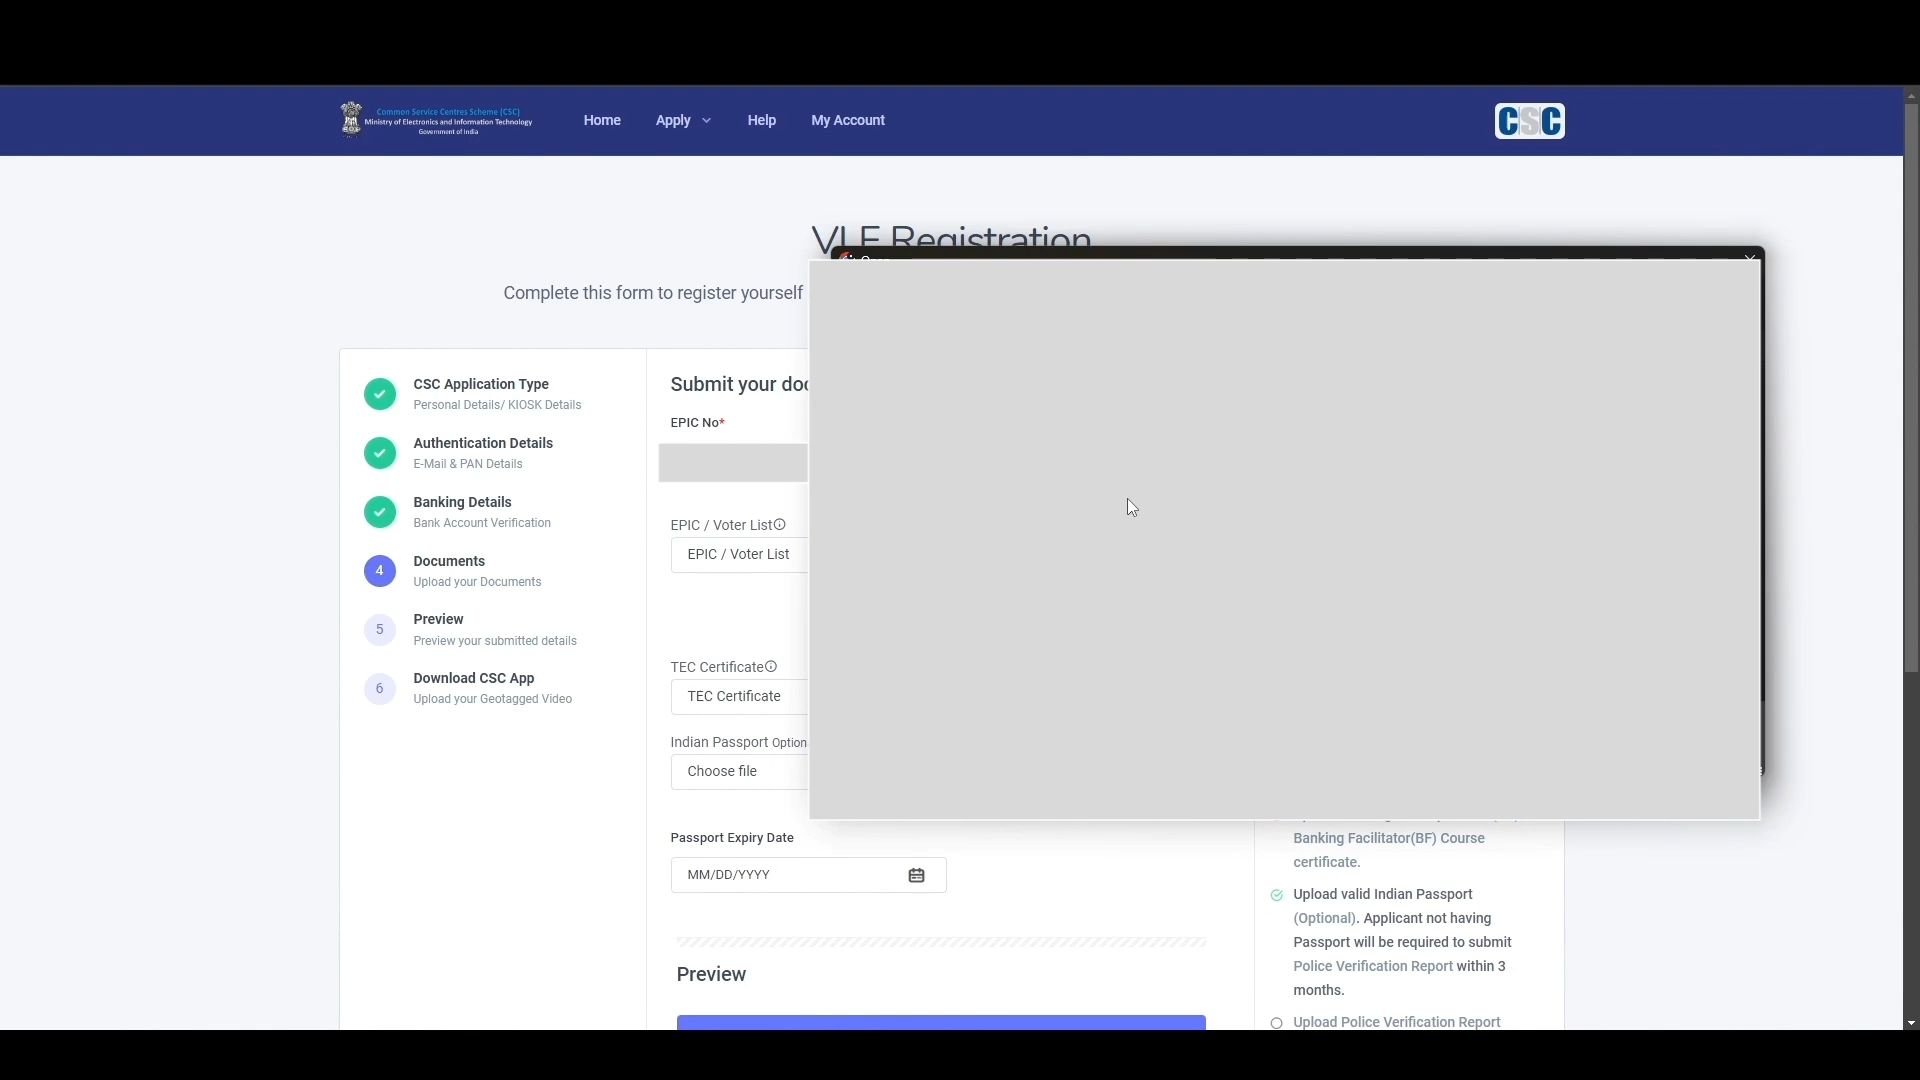 Common Service Centres Scheme (CSC)
Ministry of Electronics and Information Technology
Government of India
Home
Apply
Help
My Account
CSC
VLE Registration
Complete this form to register yourself
CSC Application Type
Personal Details/ KIOSK Details
Authentication Details
E-Mail & PAN Details
Banking Details
Bank Account Verification
4
Documents
Upload your Documents
5
Preview
Preview your submitted details
6
Download CSC App
Upload your Geotagged Video
Submit your doc
EPIC No*
EPIC / Voter List
EPIC / Voter List
TEC Certificate
TEC Certificate
Indian Passport Option
Choose file
Passport Expiry Date
MM/DD/YYYY
Preview
Banking Facilitator(BF) Course
certificate.
Upload valid Indian Passport
(Optional). Applicant not having
Passport will be required to submit
Police Verification Report within 3
months.
Upload Police Verification Report